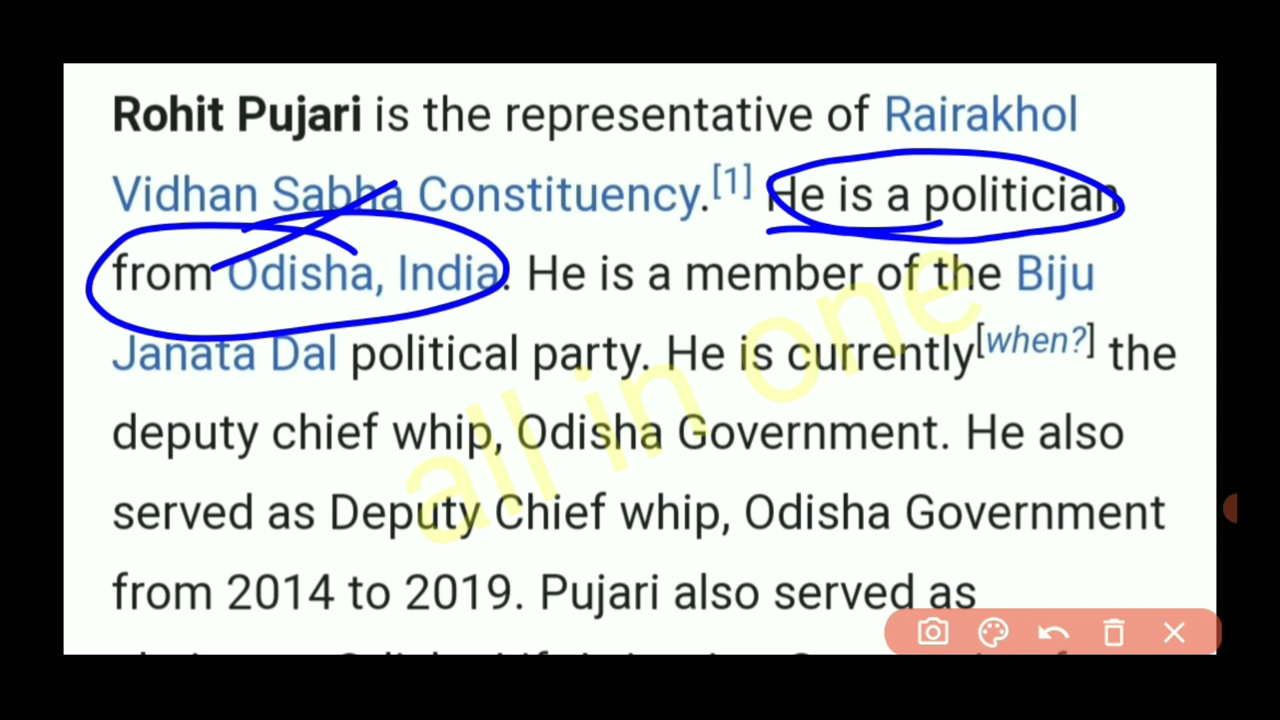 Rohit Pujari is the representative of Rairakhol
Vidhan Sabha Constituency.[1] He is a politician
from Odisha, India. He is a member of the Biju
Janata Dal political party. He is currently[when?] the
deputy chief whip, Odisha Government. He also
served as Deputy Chief whip, Odisha Government
from 2014 to 2019. Pujari also served as
all in one